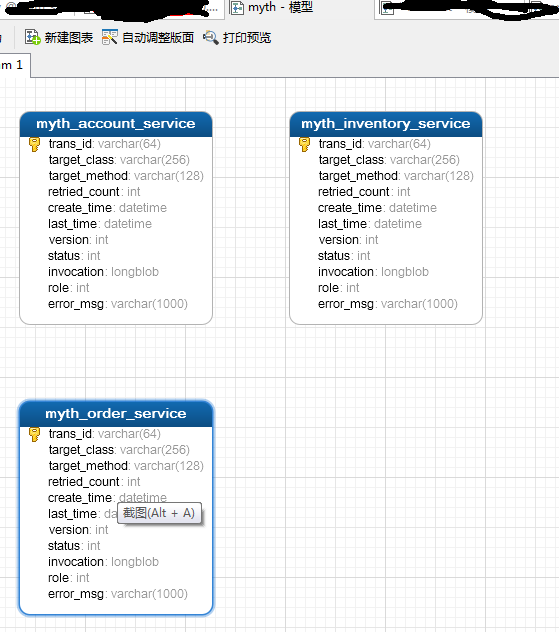 ...
myth - 模型
新建图表
自动调整版面
打印预览
am 1
myth_account_service
trans_id: varchar(64)
target_class: varchar(256)
target_method: varchar(128)
retried_count: int
create_time: datetime
last_time: datetime
version: int
status: int
invocation: longblob
role: int
error_msg: varchar(1000)
myth_inventory_service
trans_id: varchar(64)
target_class: varchar(256)
target_method: varchar(128)
retried_count: int
create_time: datetime
last_time: datetime
version: int
status: int
invocation: longblob
role: int
error_msg: varchar(1000)
myth_order_service
trans_id: varchar(64)
target_class: varchar(256)
target_method: varchar(128)
retried_count: int
create_time: datetime
last_time: da
截图(Alt + A)
version: int
status: int
invocation: longblob
role: int
error_msg: varchar(1000)